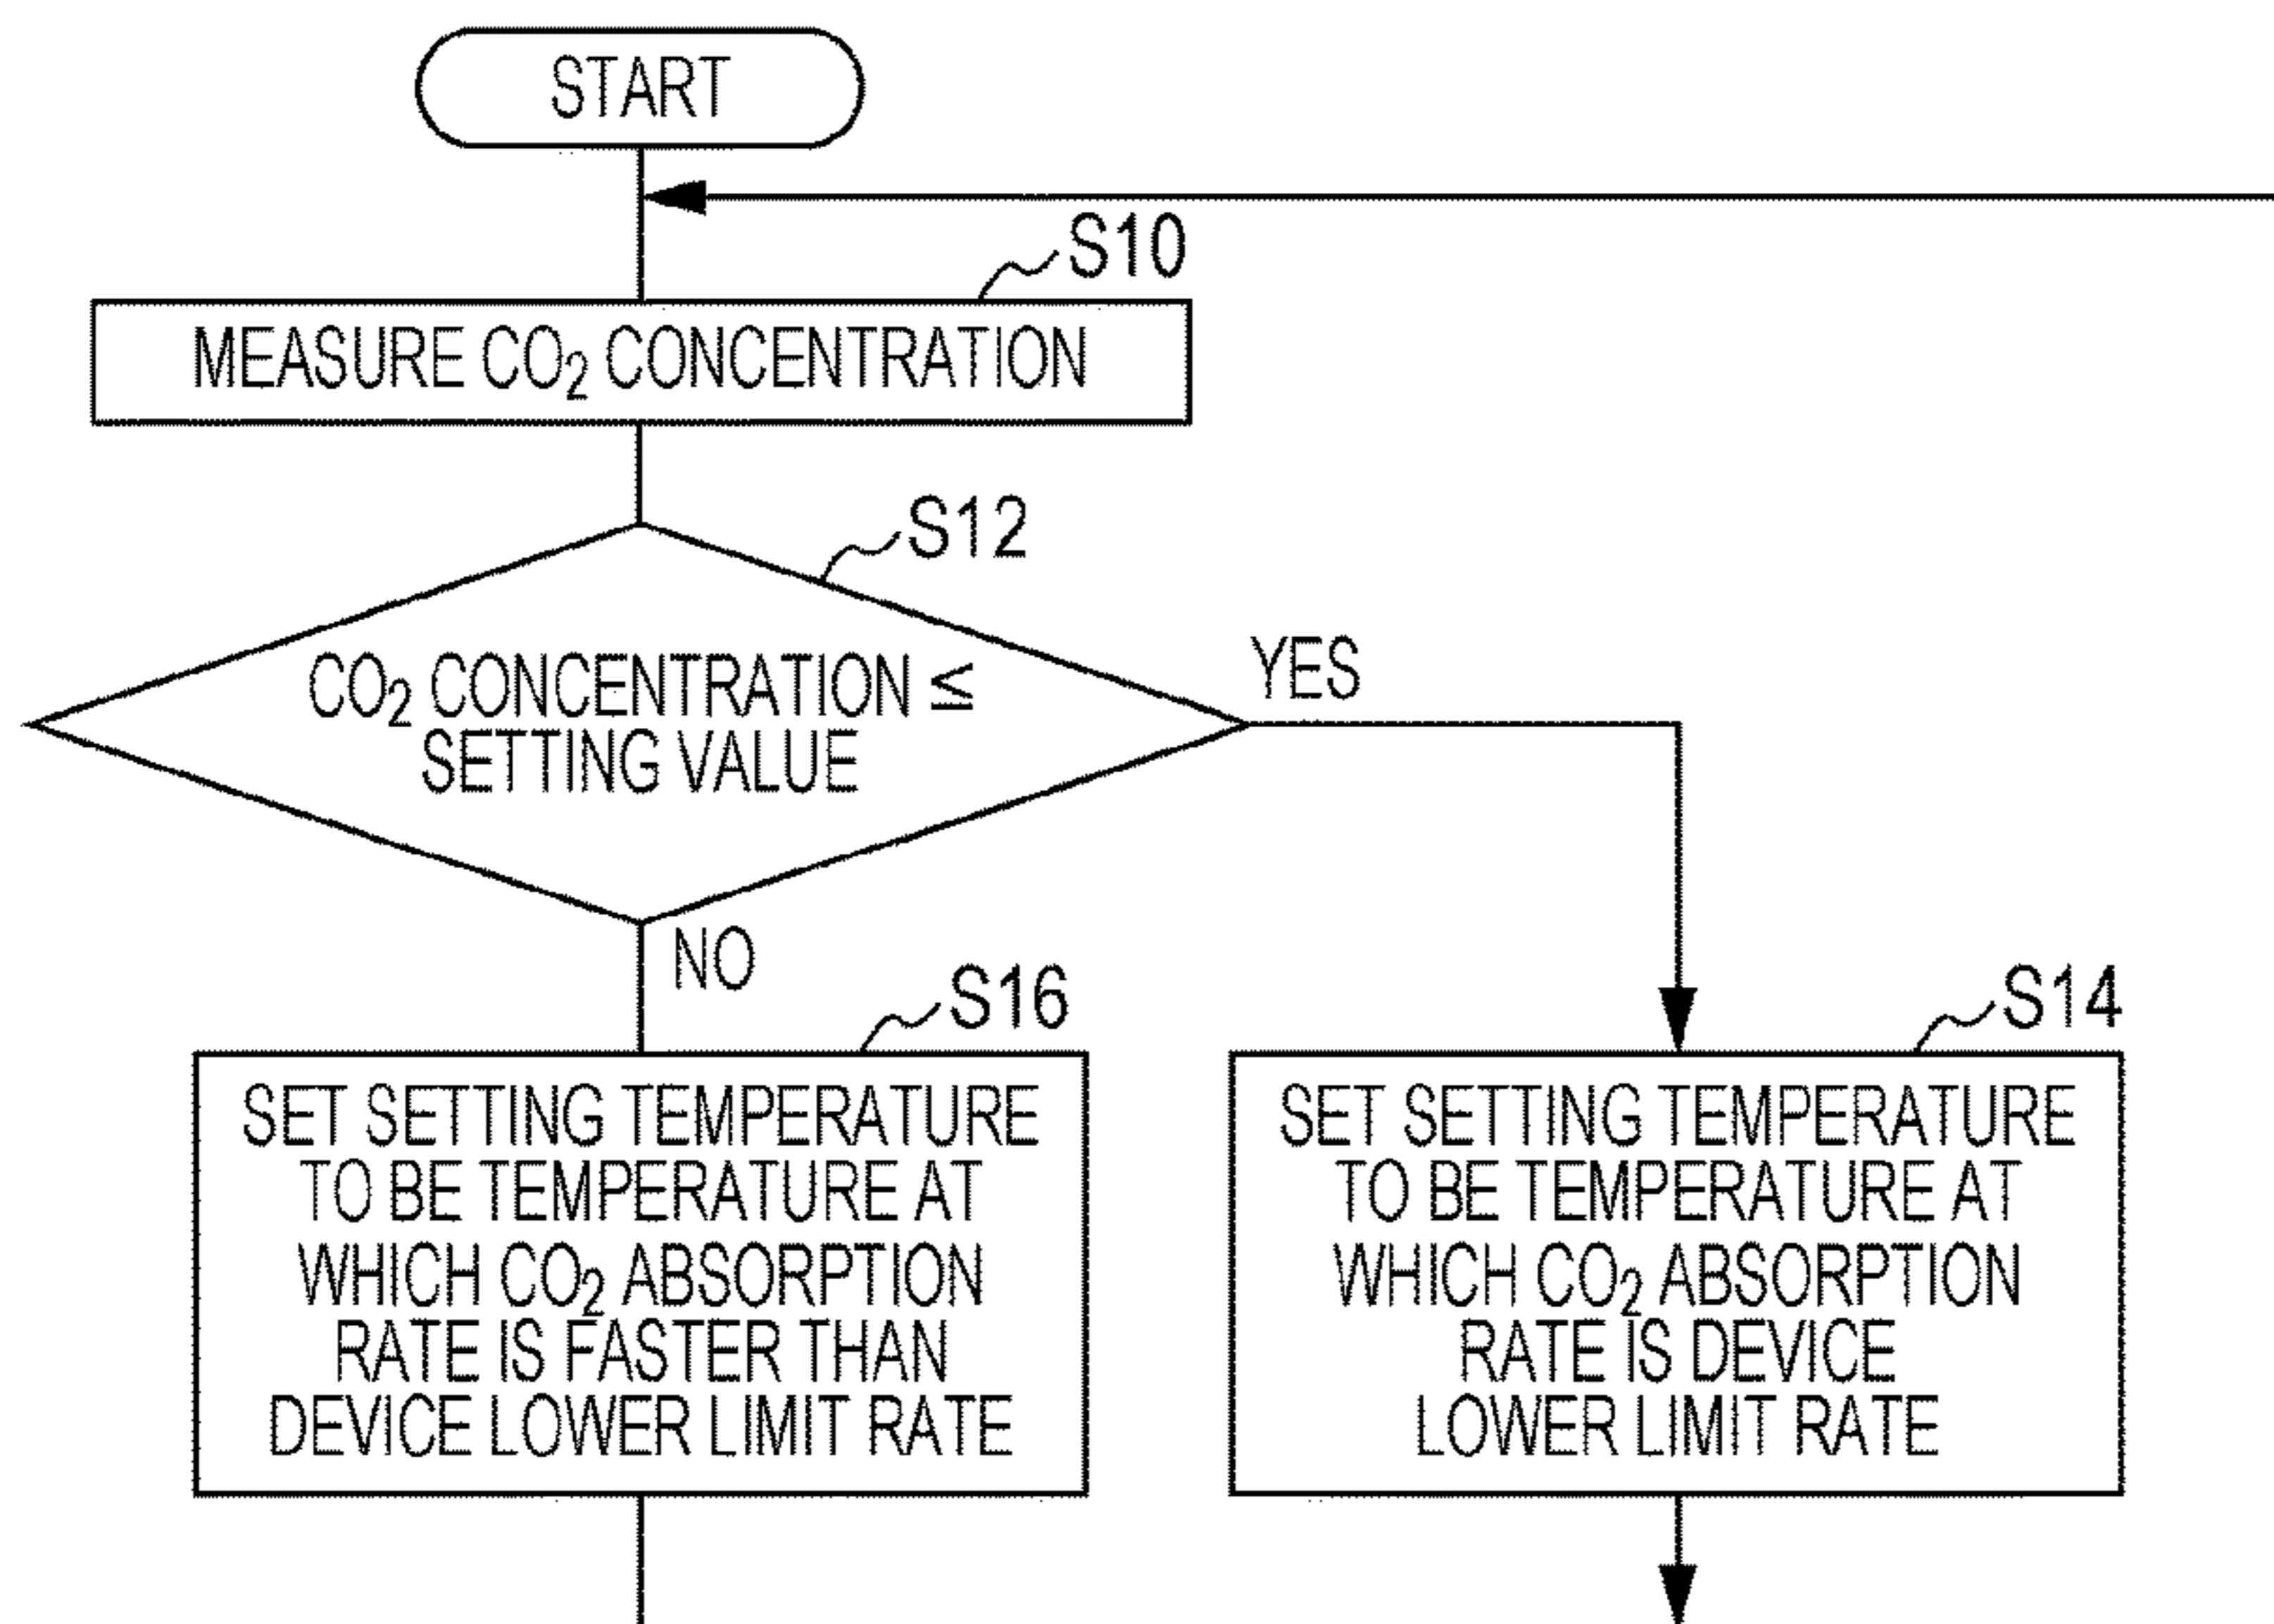 START
S10
MEASURE CO₂ CONCENTRATION
S12
CO₂ CONCENTRATION ≦
SETTING VALUE
YES
NO
S16
SET SETTING TEMPERATURE
TO BE TEMPERATURE AT
WHICH CO₂ ABSORPTION
RATE IS FASTER THAN
DEVICE LOWER LIMIT RATE
S14
SET SETTING TEMPERATURE
TO BE TEMPERATURE AT
WHICH CO₂ ABSORPTION
RATE IS DEVICE
LOWER LIMIT RATE